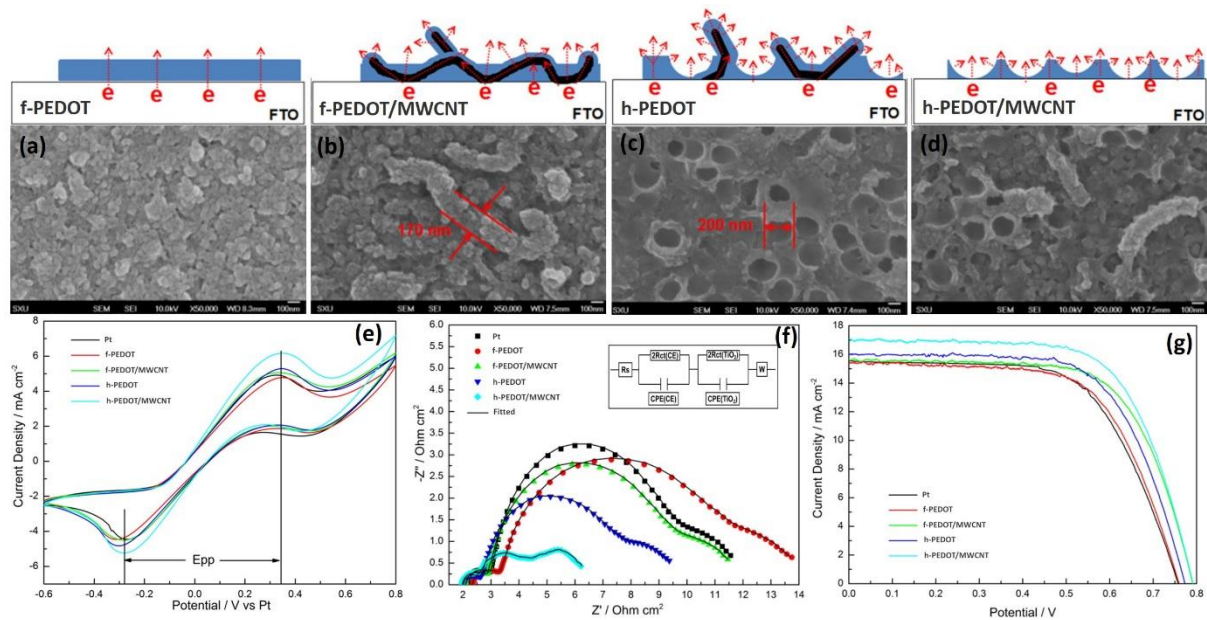 e e e e
f-PEDOT FTO
e e e e
f-PEDOT/MWCNT FTO
e e e e
h-PEDOT FTO
e e e e
h-PEDOT/MWCNT FTO
(a)
SXU SEM SEI 10.0kV X50,000 WD 8.3mm 100nm
(b)
170 nm
SXU SEM SEI 10.0kV X50,000 WD 7.5mm 100nm
(c)
200 nm
SXU SEM SEI 10.0kV X50,000 WD 7.4mm 100nm
(d)
SXU SEM SEI 10.0kV X50,000 WD 7.5mm 100nm
(e)
Current Density / mA cm⁻²
8
6
4
2
0
-2
-4
-6
Pt
f-PEDOT
f-PEDOT/MWCNT
h-PEDOT
h-PEDOT/MWCNT
Epp
-0.6 -0.4 -0.2 0.0 0.2 0.4 0.6 0.8
Potential / V vs Pt
(f)
-Z" / Ohm cm²
-6.0
-5.5
-5.0
-4.5
-4.0
-3.5
-3.0
-2.5
-2.0
-1.5
-1.0
-0.5
0.0
Pt
f-PEDOT
f-PEDOT/MWCNT
h-PEDOT
h-PEDOT/MWCNT
Fitted
2Rct(CE) 2Rct(TiO₂)
Rs W
CPE(CE) CPE(TiO₂)
2 3 4 5 6 7 8 9 10 11 12 13 14
Z' / Ohm cm²
(g)
Current Density / mA cm⁻²
18
16
14
12
10
8
6
4
2
0
Pt
f-PEDOT
f-PEDOT/MWCNT
h-PEDOT
h-PEDOT/MWCNT
0.0 0.1 0.2 0.3 0.4 0.5 0.6 0.7 0.8
Potential / V